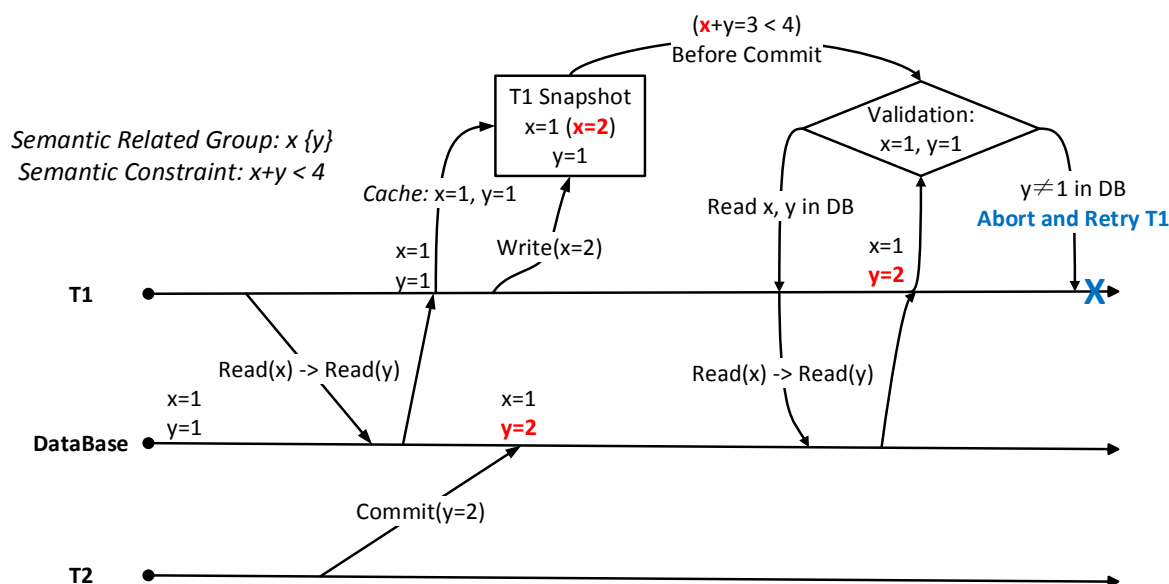 (x+y=3 < 4)
Before Commit
T1 Snapshot
x=1 (x=2)
y=1
Validation:
x=1, y=1
Semantic Related Group: x {y}
Semantic Constraint: x+y < 4
Cache: x=1, y=1
Read x, y in DB
y≠1 in DB
Abort and Retry T1
x=1
y=1
Write(x=2)
x=1
y=2
T1
X
Read(x) -> Read(y)
Read(x) -> Read(y)
x=1
y=1
x=1
y=2
DataBase
Commit(y=2)
T2